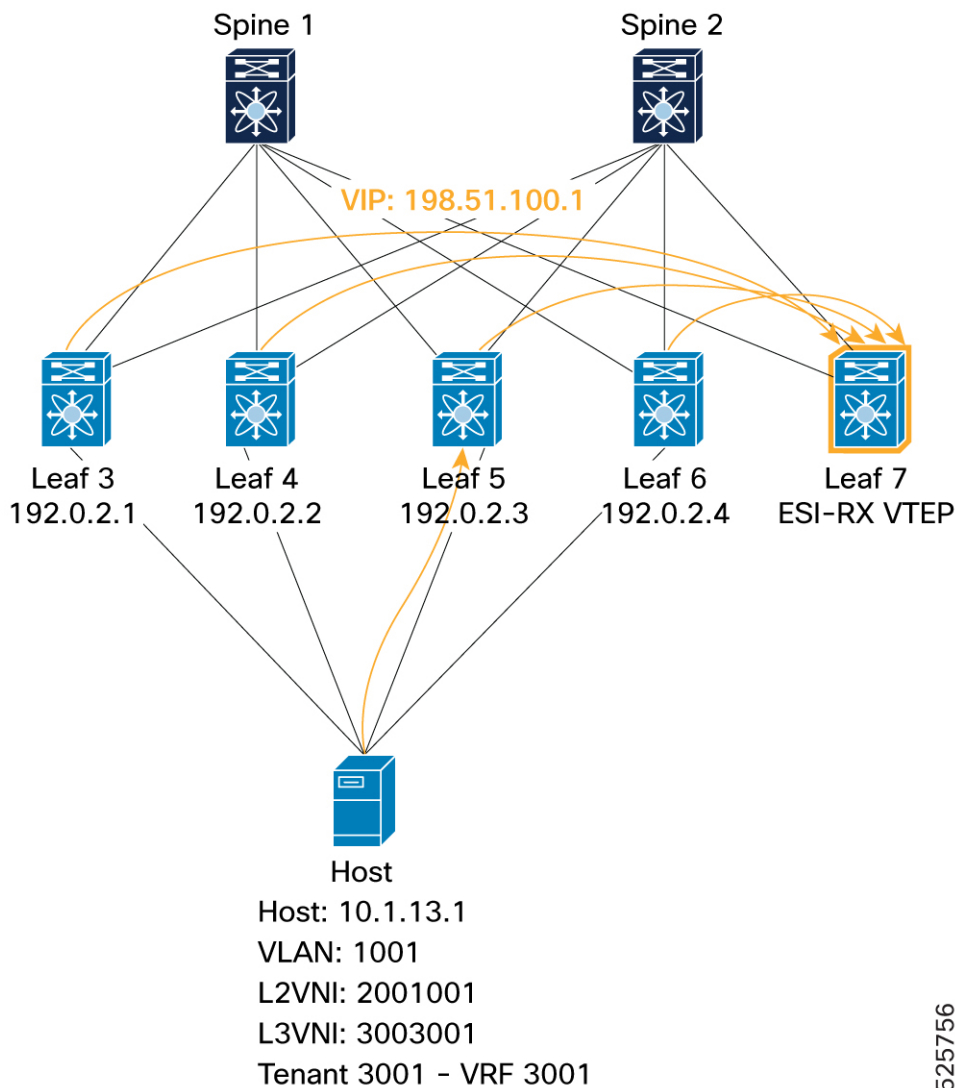 Spine 1
Spine 2
VIP: 198.51.100.1
Leaf 3
192.0.2.1
Leaf 4
192.0.2.2
Leaf 5
192.0.2.3
Leaf 6
192.0.2.4
Leaf 7
ESI-RX VTEP
Host
Host: 10.1.13.1
VLAN: 1001
L2VNI: 2001001
L3VNI: 3003001
Tenant 3001 - VRF 3001
525756